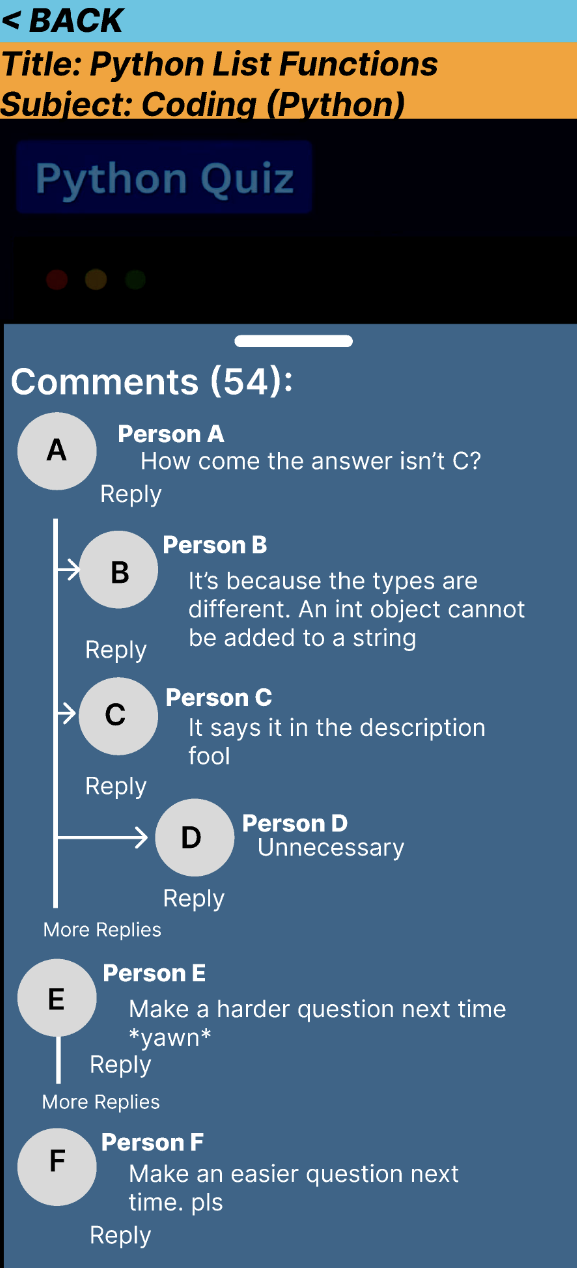 < BACK
Title: Python List Functions
Subject: Coding (Python)
Python Quiz
Comments (54):
A
Person A
How come the answer isn’t C?
Reply
B
Person B
It’s because the types are
different. An int object cannot
be added to a string
Reply
C
Person C
It says it in the description
fool
Reply
D
Person D
Unnecessary
Reply
More Replies
E
Person E
Make a harder question next time
*yawn*
Reply
More Replies
F
Person F
Make an easier question next
time. pls
Reply